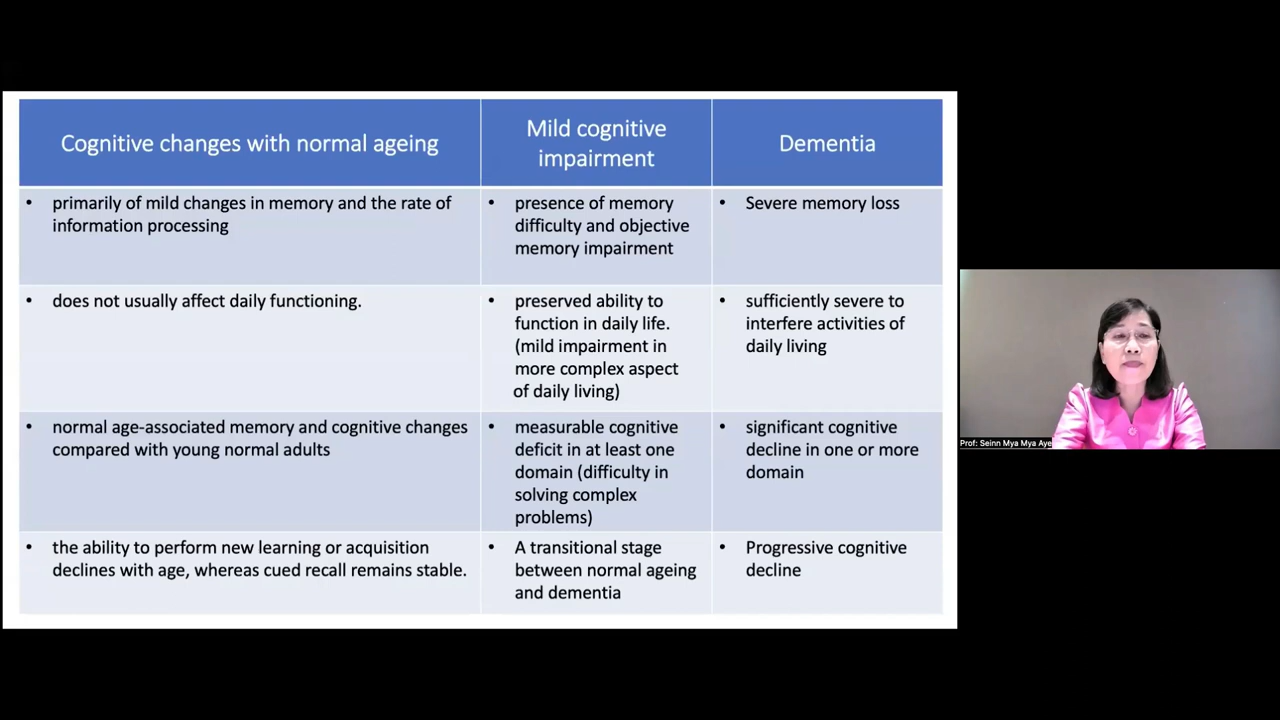 Cognitive changes with normal ageing
Mild cognitive
impairment
Dementia
• primarily of mild changes in memory and the rate of
information processing
• presence of memory
difficulty and objective
memory impairment
• Severe memory loss
• does not usually affect daily functioning.
• preserved ability to
function in daily life.
(mild impairment in
more complex aspect
of daily living)
• sufficiently severe to
interfere activities of
daily living
• normal age-associated memory and cognitive changes
compared with young normal adults
• measurable cognitive
deficit in at least one
domain (difficulty in
solving complex
problems)
• significant cognitive
decline in one or more
domain
• the ability to perform new learning or acquisition
declines with age, whereas cued recall remains stable.
• A transitional stage
between normal ageing
and dementia
• Progressive cognitive
decline
Prof: Seinn Mya Mya Aye